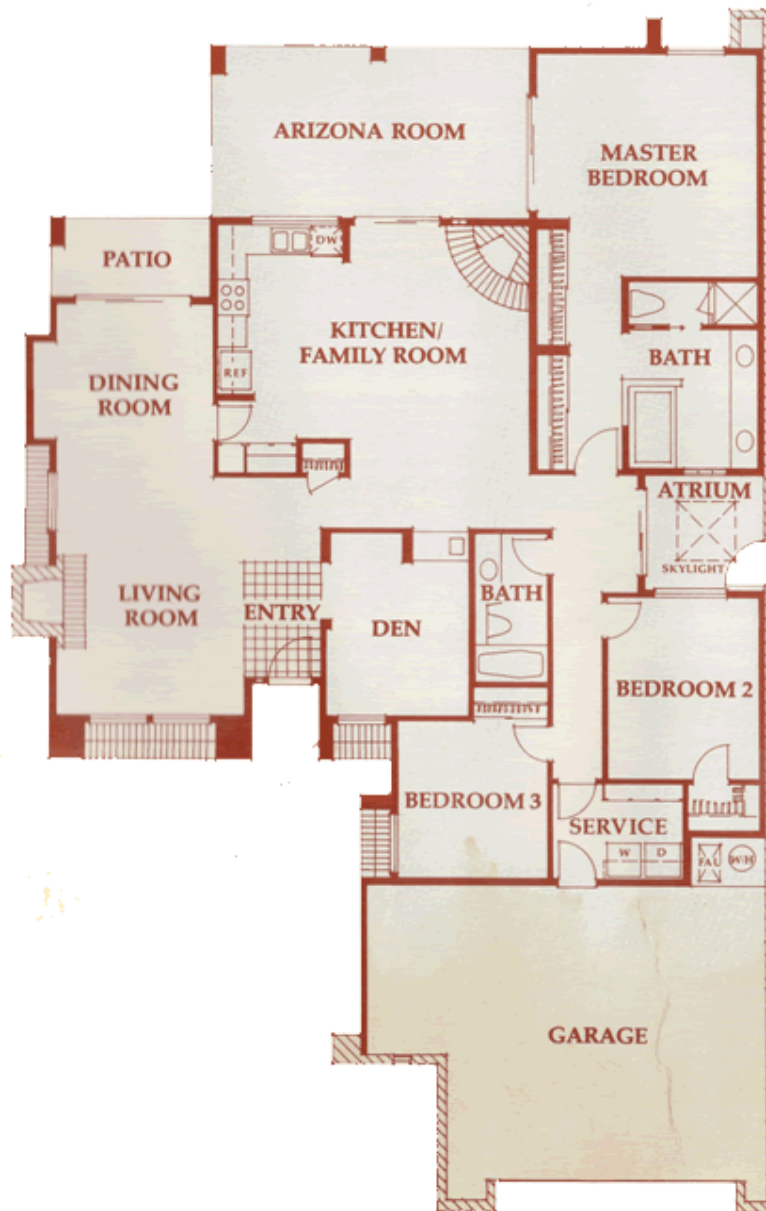 ARIZONA ROOM
MASTER
BEDROOM
PATIO
DW
KITCHEN/
FAMILY ROOM
REF
DINING
ROOM
BATH
ATRIUM
SKYLIGHT
LIVING
ROOM
ENTRY
DEN
BATH
BEDROOM 2
BEDROOM 3
SERVICE
W
D
FAU
W/H
GARAGE